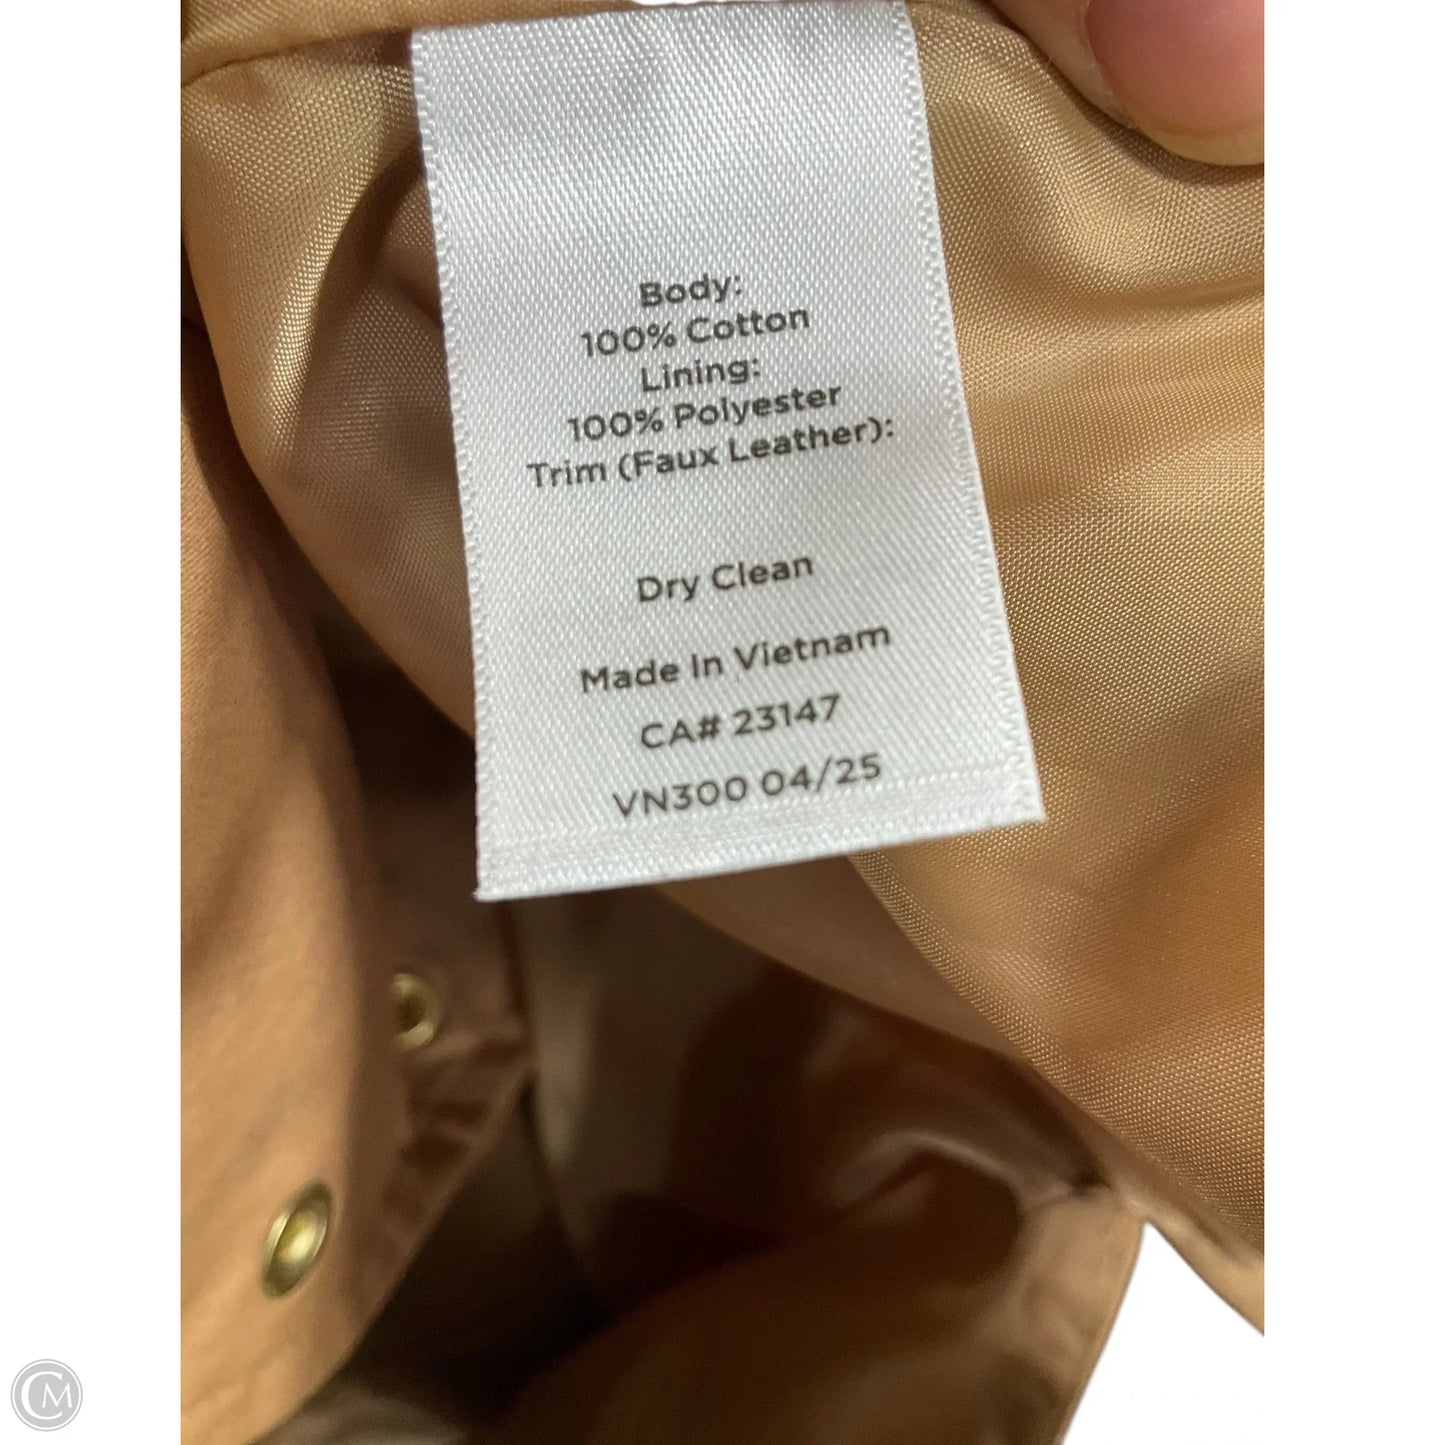 Body:
100% Cotton
Lining:
100% Polyester
Trim (Faux Leather):
Dry Clean
Made In Vietnam
CA# 23147
VN300 04/25
CM